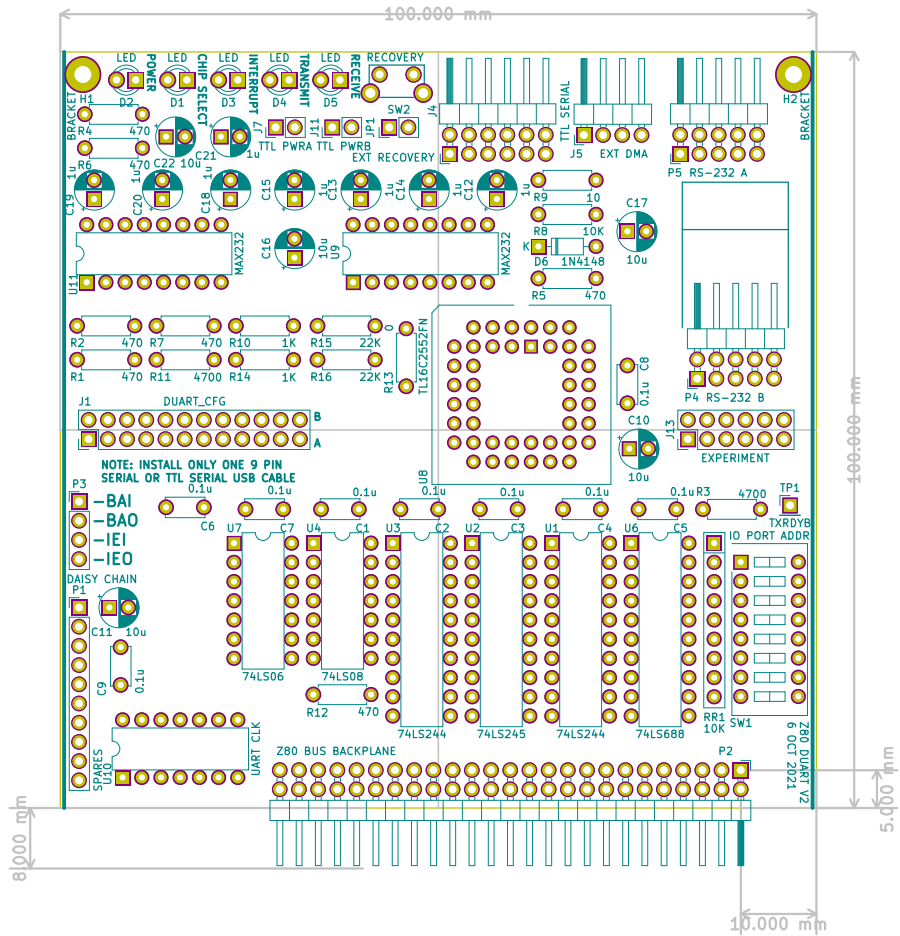 100.000 mm
LED
LED
LED
LED
LED
RECOVERY
POWER
CHIP SELECT
INTERRUPT
TRANSMIT
RECEIVE
D2
D1
D3
D4
D5
SW2
H1
H2
BRACKET
BRACKET
R4
470
R6
470
C22
10u
C21
1u
J7
J11
JP1
TTL PWRA
TTL PWRB
EXT RECOVERY
J4
TTL SERIAL
J5
EXT DMA
P5
RS-232 A
1u
C19
1u
C20
1u
C18
C15
1u
C13
1u
C14
1u
C12
1u
R9
10
R8
10K
C17
10u
K
D6
1N4148
R5
470
U11
MAX232
C16
10u
U9
MAX232
R2
470
R7
470
R10
1K
R15
22K
R1
470
R11
4700
R14
1K
R16
22K
0
R13
TL16C2552FN
U8
C8
0.1u
P4
RS-232 B
J1
DUART_CFG
B
A
C10
10u
J13
EXPERIMENT
100.000 mm
NOTE: INSTALL ONLY ONE 9 PIN
SERIAL OR TTL SERIAL USB CABLE
P3
-BAI
-BAO
-IEI
-IEO
DAISY CHAIN
0.1u
C6
0.1u
C7
0.1u
C1
0.1u
C2
0.1u
C3
0.1u
C4
0.1u
C5
R3
4700
TP1
TXRDYB
IO PORT ADDR
U7
U4
U3
U2
U1
U6
74LS06
74LS08
74LS244
74LS245
74LS244
74LS688
R12
470
RR1
10K
SW1
P1
C11
10u
C9
0.1u
SPARES
U10
UART CLK
Z80 BUS BACKPLANE
P2
Z80 DUART V2
6 OCT 2021
5.000 mm
8.000 mm
10.000 mm